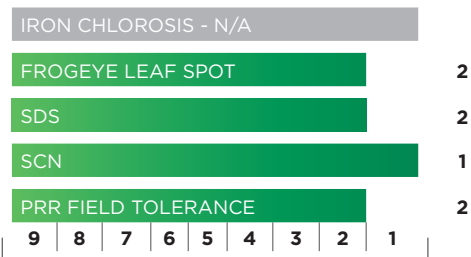 IRON CHLOROSIS - N/A
FROGEYE LEAF SPOT 2
SDS 2
SCN 1
PRR FIELD TOLERANCE 2
9 8 7 6 5 4 3 2 1